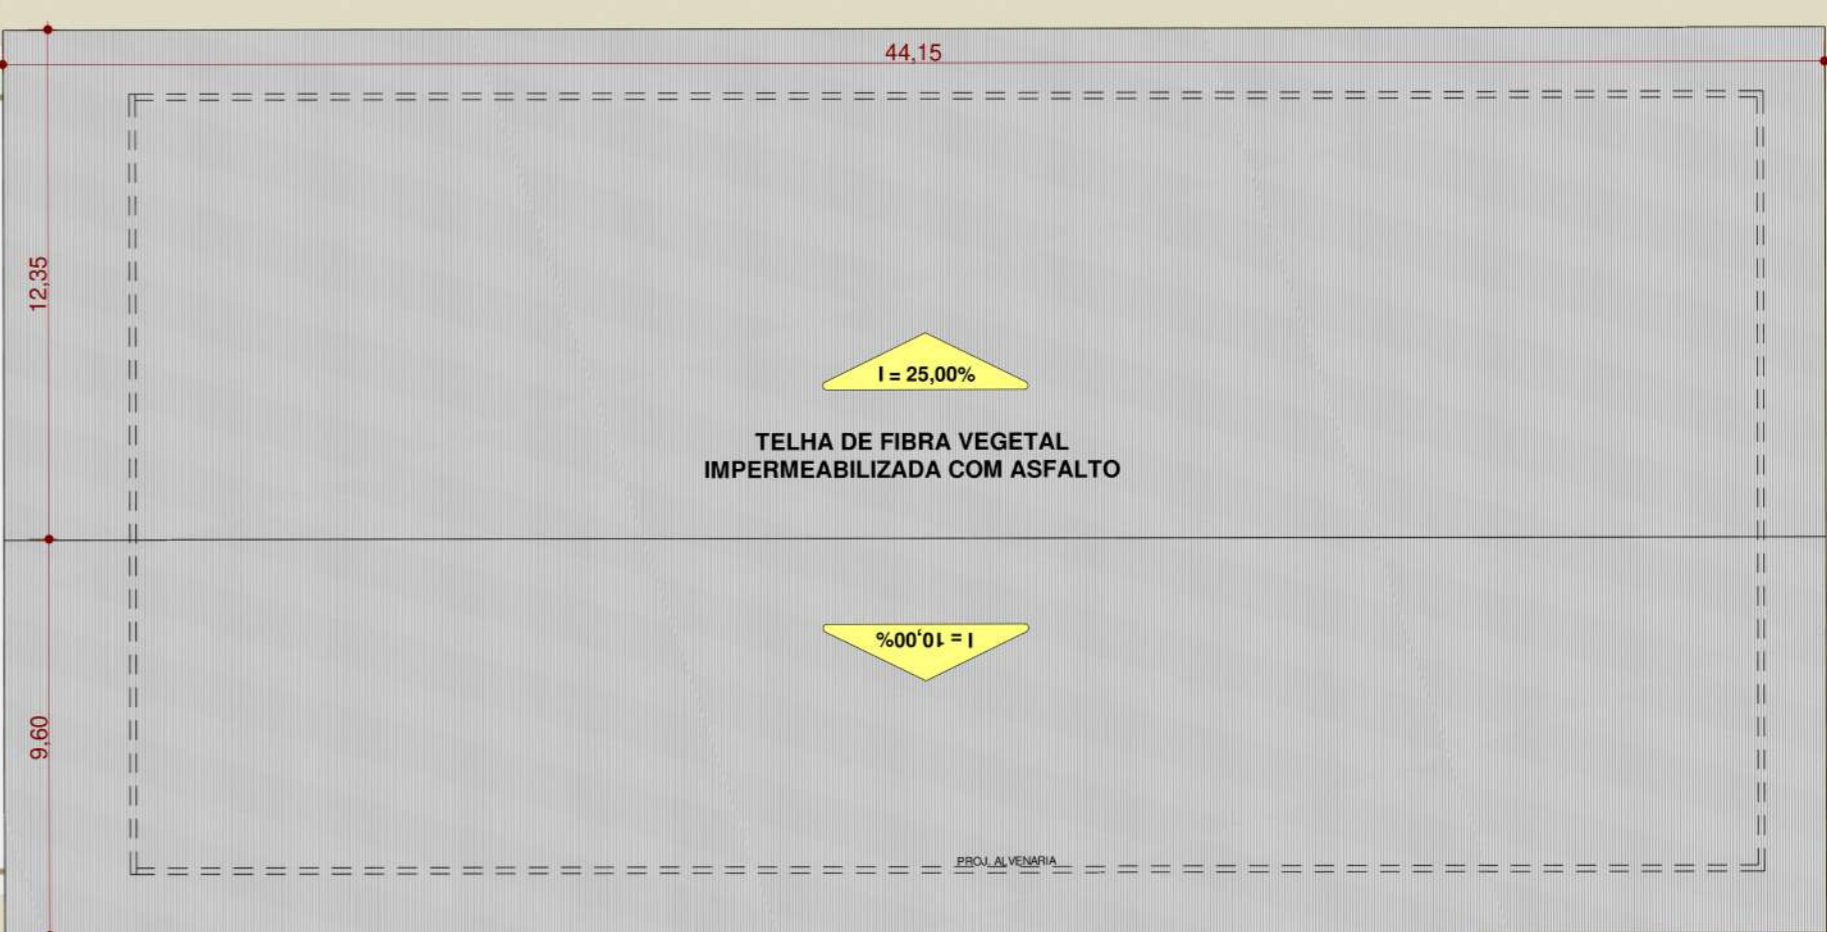 44,15
12,35
I = 25,00%
TELHA DE FIBRA VEGETAL
IMPERMEABILIZADA COM ASFALTO
I = 10,00%
9,60
PROJ. ALVENARIA